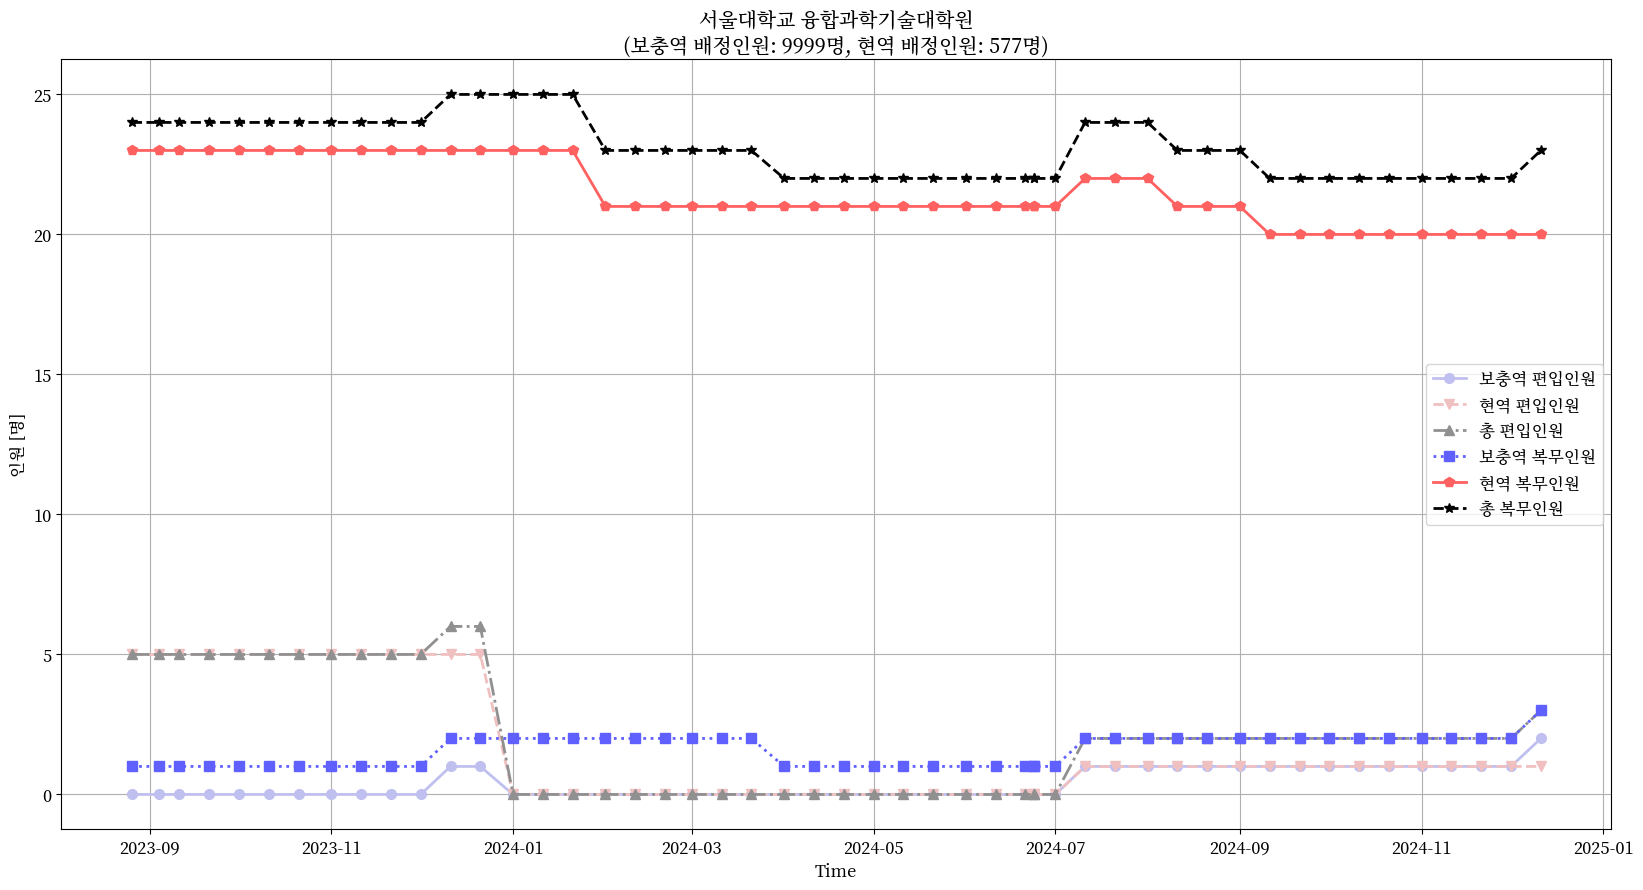 서울대학교 융합과학기술대학원
(보충역 배정인원: 9999명, 현역 배정인원: 577명)
인원 [명]
25
20
15
10
5
0
보충역 편입인원
현역 편입인원
총 편입인원
보충역 복무인원
현역 복무인원
총 복무인원
2023-09 2023-11 2024-01 2024-03 2024-05 2024-07 2024-09 2024-11 2025-01
Time